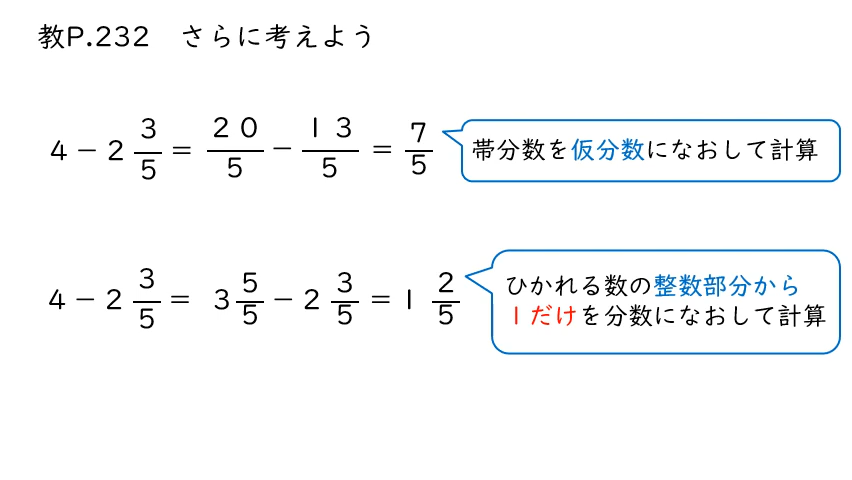 教P.232　さらに考えよう
4 − 2 3/5 = 20/5 − 13/5 = 7/5
帯分数を仮分数になおして計算
4 − 2 3/5 = 3 5/5 − 2 3/5 = 1 2/5
ひかれる数の整数部分から
1だけを分数になおして計算